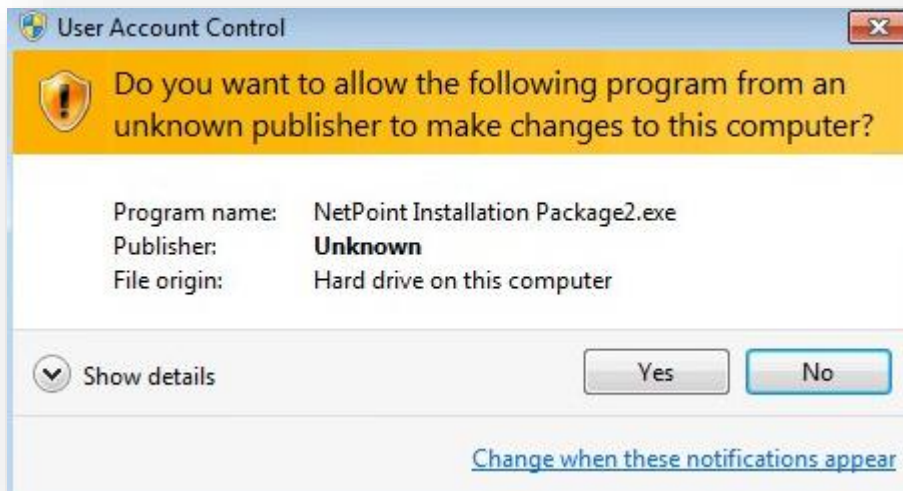 User Account Control
Do you want to allow the following program from an
unknown publisher to make changes to this computer?
Program name: NetPoint Installation Package2.exe
Publisher: Unknown
File origin: Hard drive on this computer
Show details
Yes
No
Change when these notifications appear